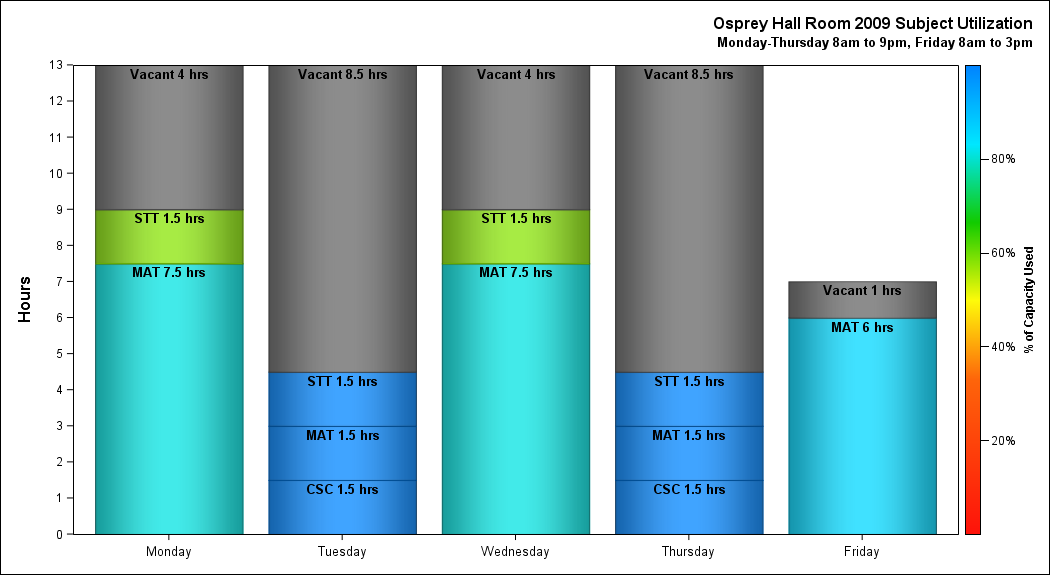 Osprey Hall Room 2009 Subject Utilization
Monday-Thursday 8am to 9pm, Friday 8am to 3pm
Hours
13
12
11
10
9
8
7
6
5
4
3
2
1
0
Vacant 4 hrs
STT 1.5 hrs
MAT 7.5 hrs
Vacant 8.5 hrs
STT 1.5 hrs
MAT 1.5 hrs
CSC 1.5 hrs
Vacant 4 hrs
STT 1.5 hrs
MAT 7.5 hrs
Vacant 8.5 hrs
STT 1.5 hrs
MAT 1.5 hrs
CSC 1.5 hrs
Vacant 1 hrs
MAT 6 hrs
Monday
Tuesday
Wednesday
Thursday
Friday
80%
60%
40%
20%
% of Capacity Used